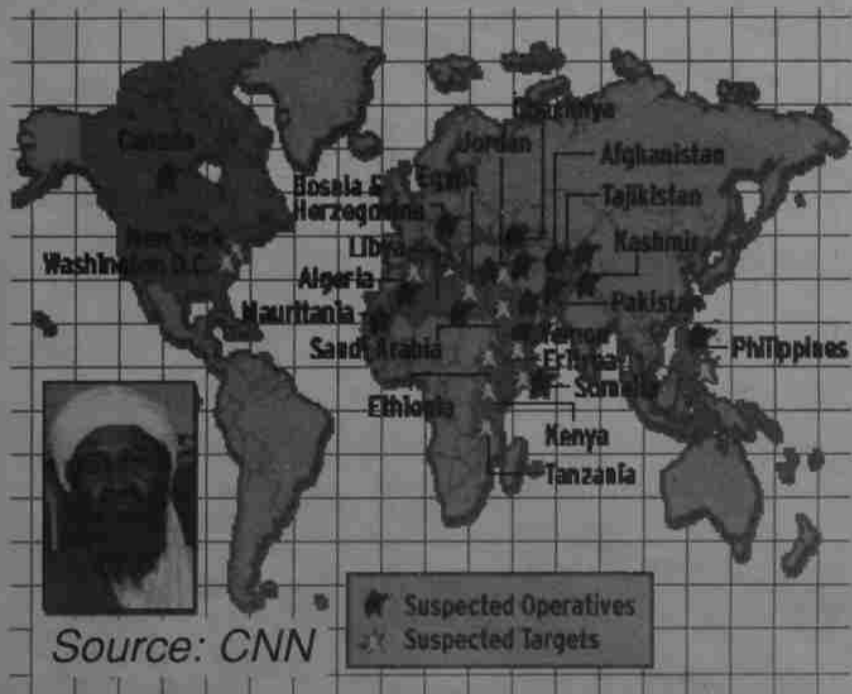 Chechnya
Canada
Jordan
Afghanistan
Bosnia &
Herzegovina
Egypt
Tajikistan
New York
Washington D.C.
Libya
Kashmir
Algeria
Mauritania
Pakistan
Saudi Arabia
Yemen
Philippines
Eritrea
Ethiopia
Somalia
Kenya
Tanzania
Suspected Operatives
Suspected Targets
Source: CNN